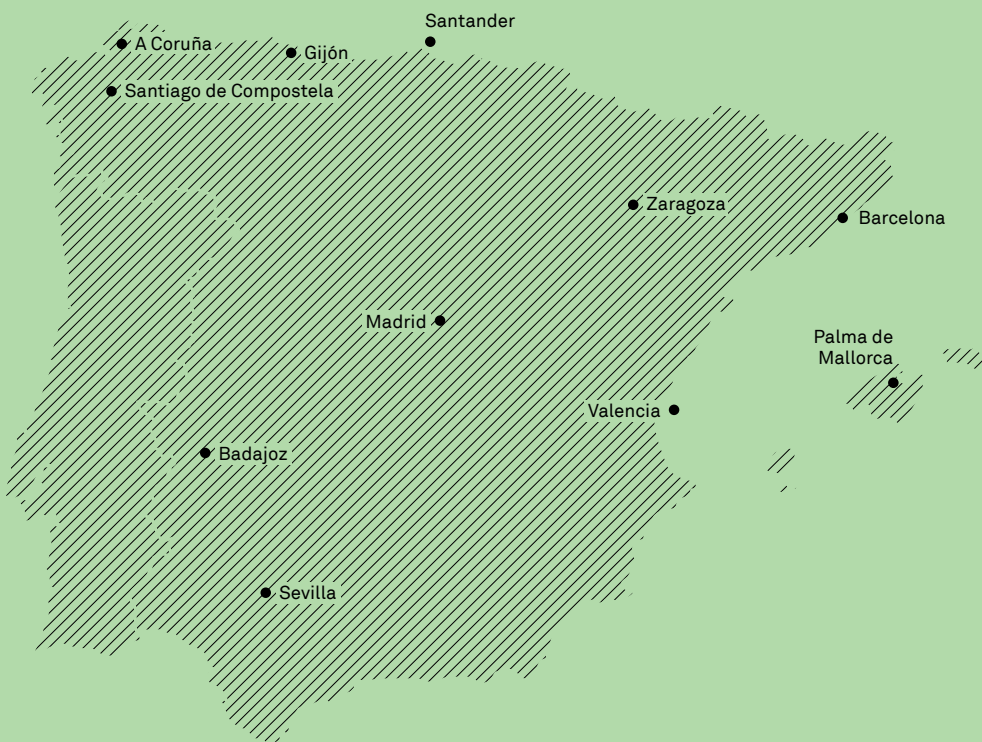 Santander
A Coruña
Gijón
Santiago de Compostela
Zaragoza
Barcelona
Madrid
Palma de
Mallorca
Valencia
Badajoz
Sevilla